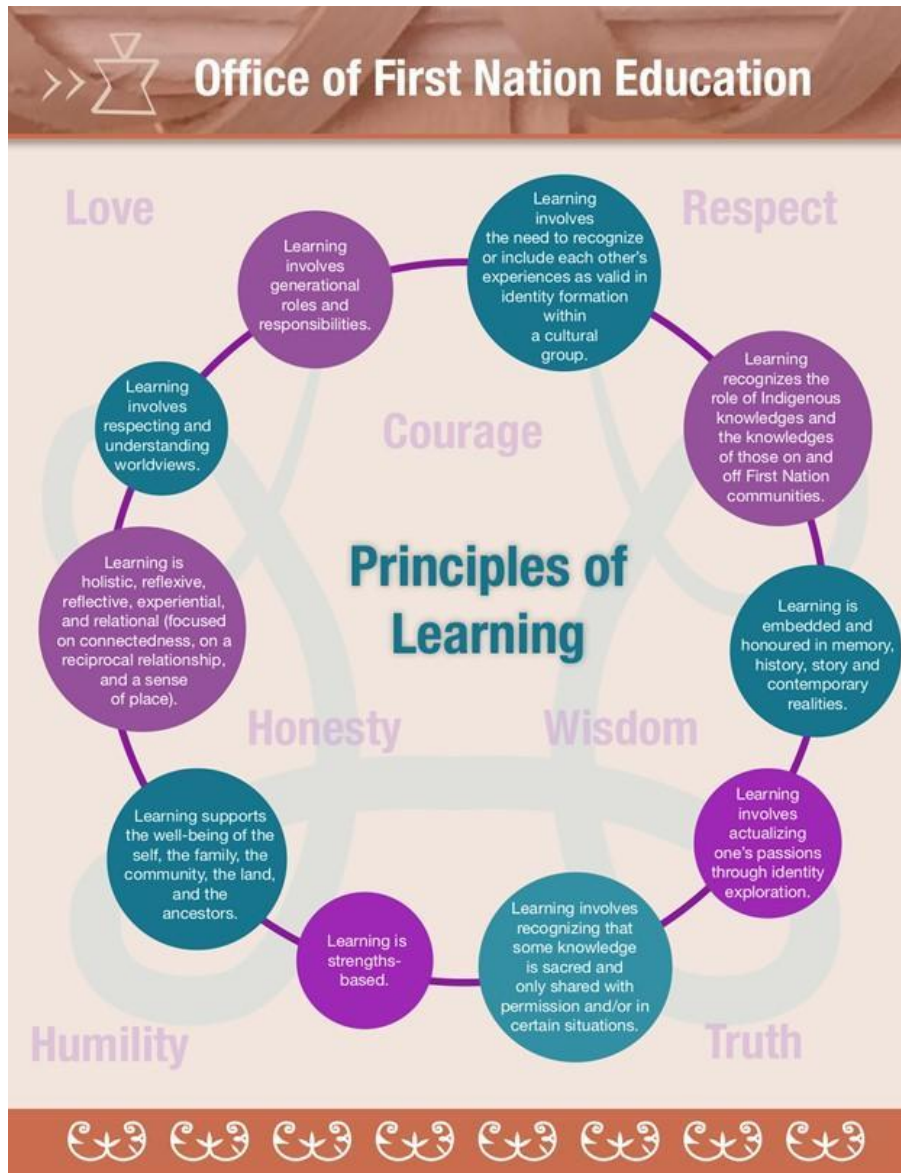 Office of First Nation Education
Love
Respect
Learning
involves
the need to recognize
or include each other's
experiences as valid in
identity formation
within
a cultural
group.
Learning
involves
generational
roles and
responsibilities.
Learning
recognizes the
role of Indigenous
knowledges and
the knowledges
of those on and
off First Nation
communities.
Learning
involves
respecting and
understanding
worldviews.
Courage
Principles of
Learning
Learning is
holistic, reflexive,
reflective, experiential,
and relational (focused
on connectedness, on a
reciprocal relationship,
and a sense
of place).
Learning is
embedded and
honoured in memory,
history, story and
contemporary
realities.
Honesty
Wisdom
Learning supports
the well-being of the
self, the family, the
community, the land,
and the
ancestors.
Learning
involves
actualizing
one's passions
through identity
exploration.
Learning is
strengths-
based.
Learning involves
recognizing that
some knowledge
is sacred and
only shared with
permission and/or in
certain situations.
Humility
Truth